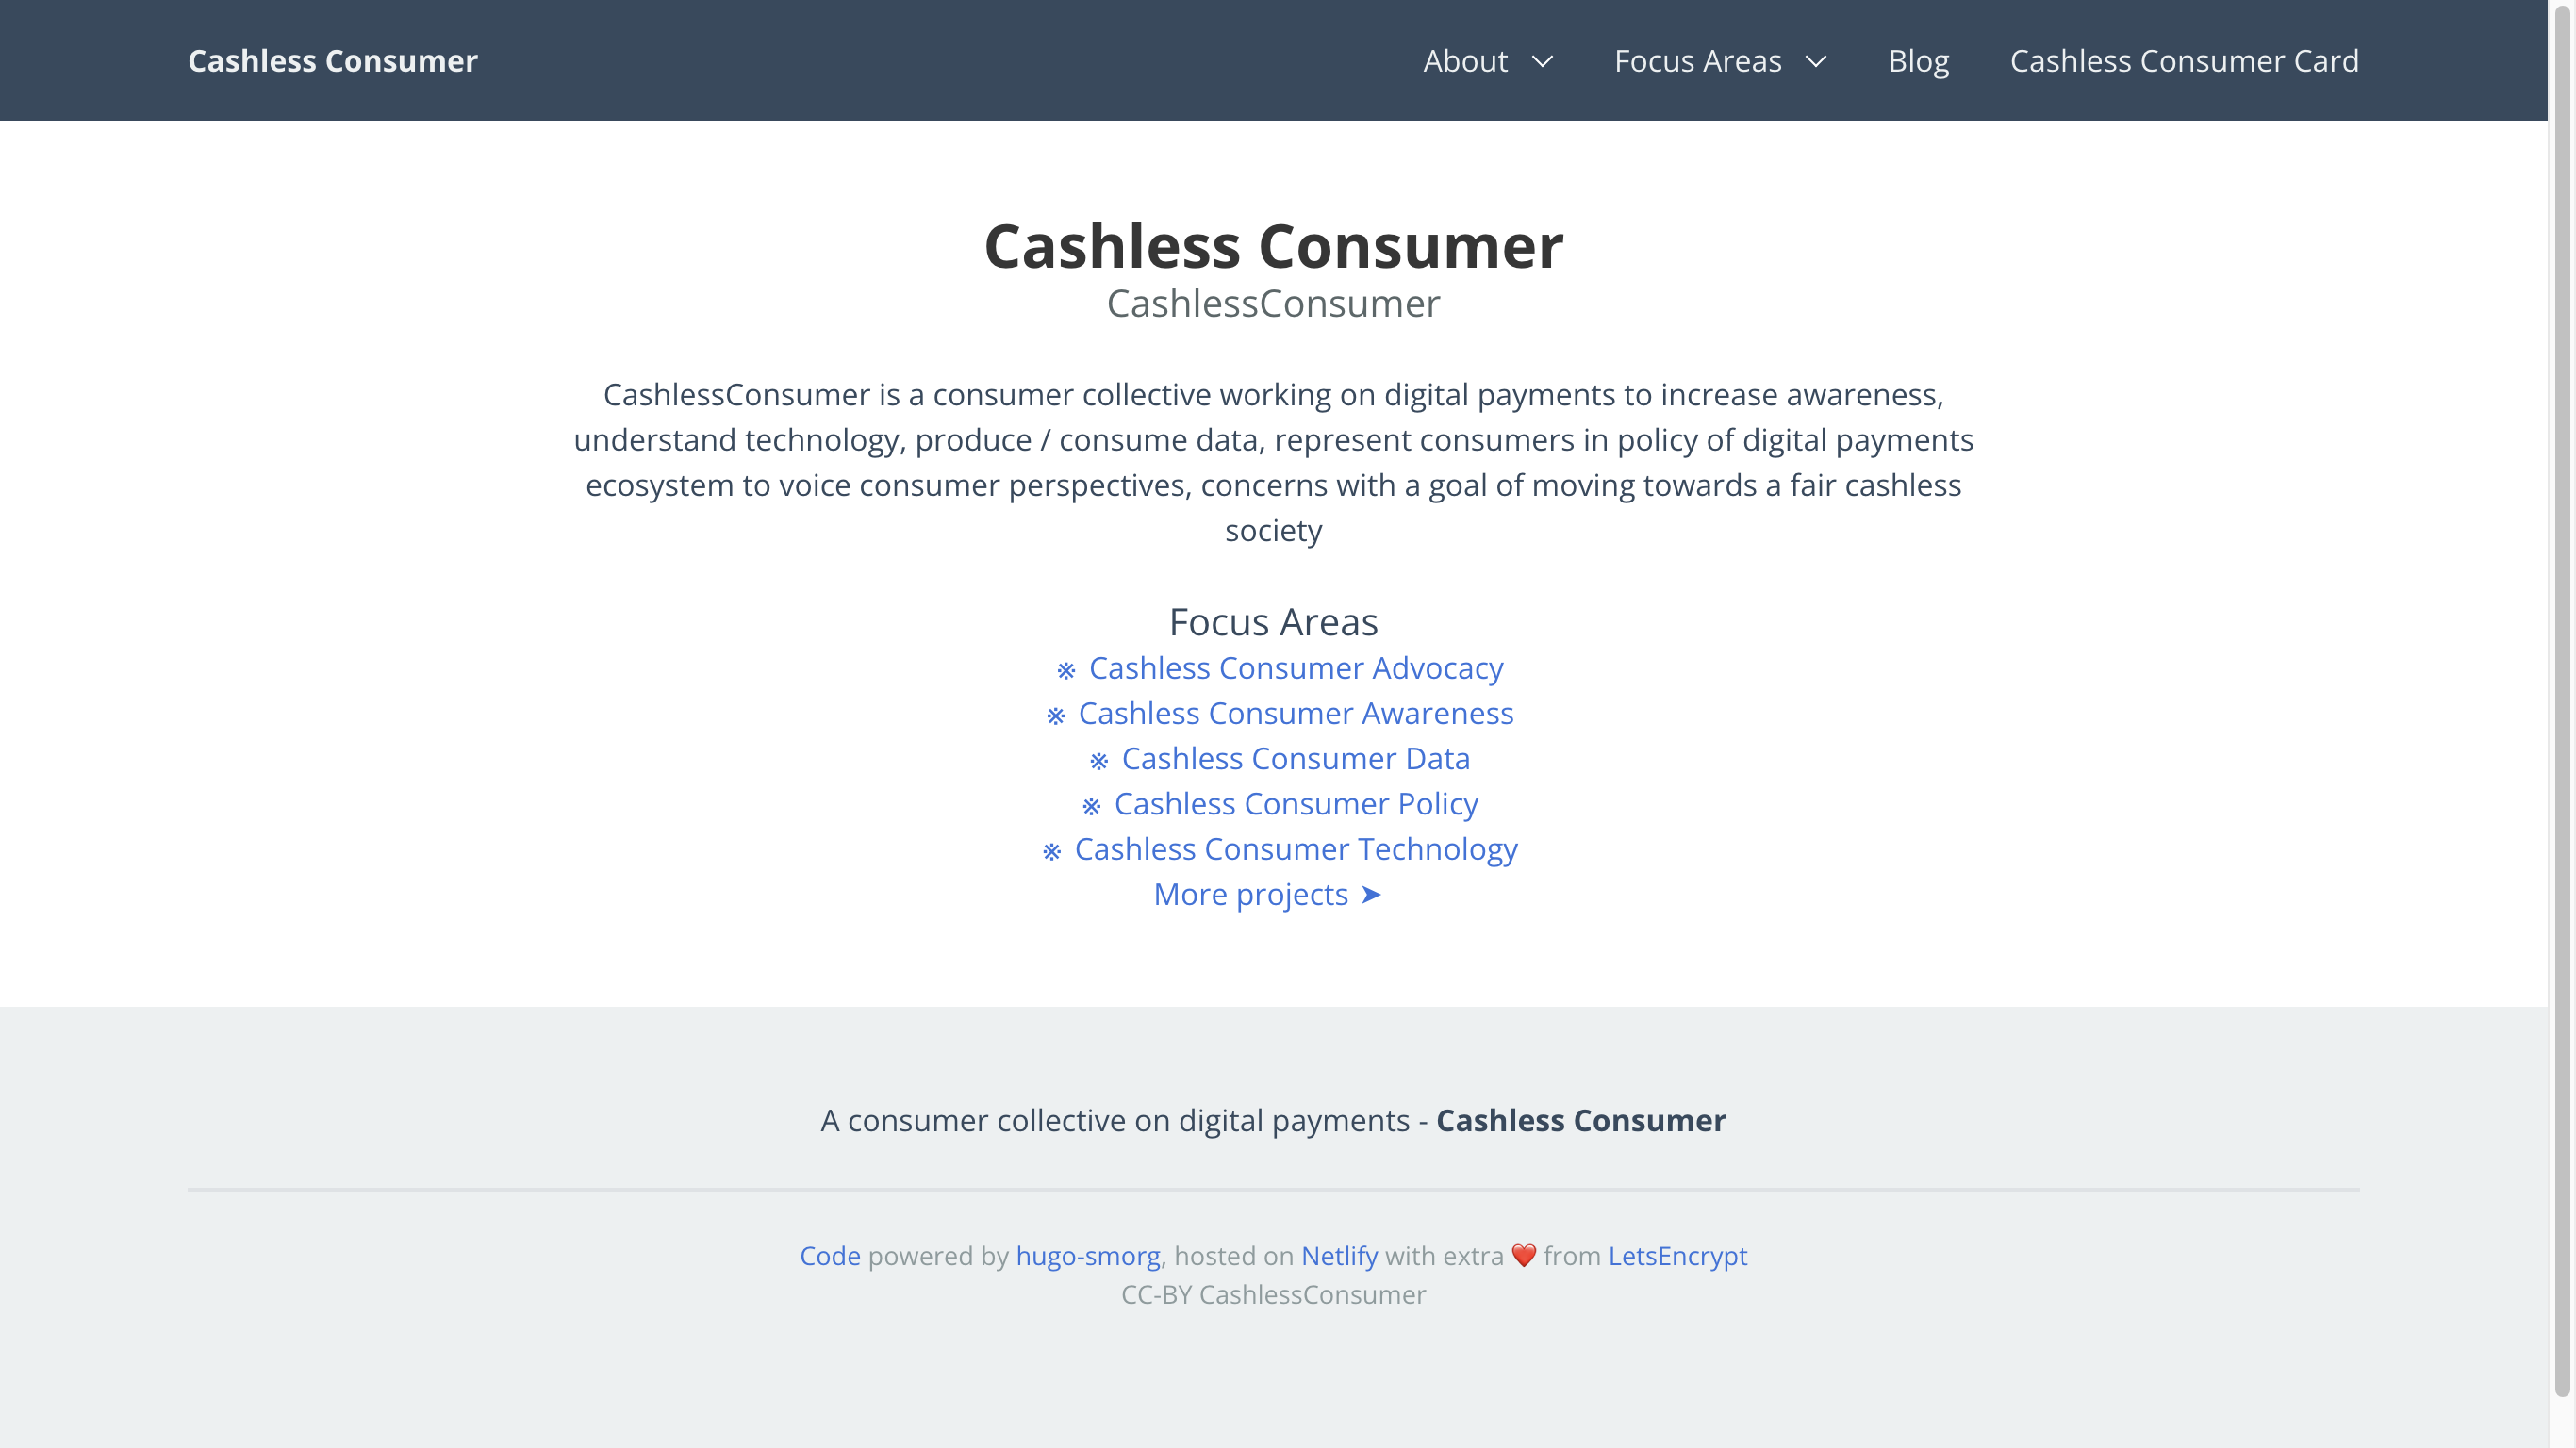 Cashless Consumer
About
Focus Areas
Blog
Cashless Consumer Card
Cashless Consumer
CashlessConsumer
CashlessConsumer is a consumer collective working on digital payments to increase awareness,
understand technology, produce / consume data, represent consumers in policy of digital payments
ecosystem to voice consumer perspectives, concerns with a goal of moving towards a fair cashless
society
Focus Areas
※ Cashless Consumer Advocacy
※ Cashless Consumer Awareness
※ Cashless Consumer Data
※ Cashless Consumer Policy
※ Cashless Consumer Technology
More projects ➤
A consumer collective on digital payments - Cashless Consumer
Code powered by hugo-smorg, hosted on Netlify with extra ❤️ from LetsEncrypt
CC-BY CashlessConsumer